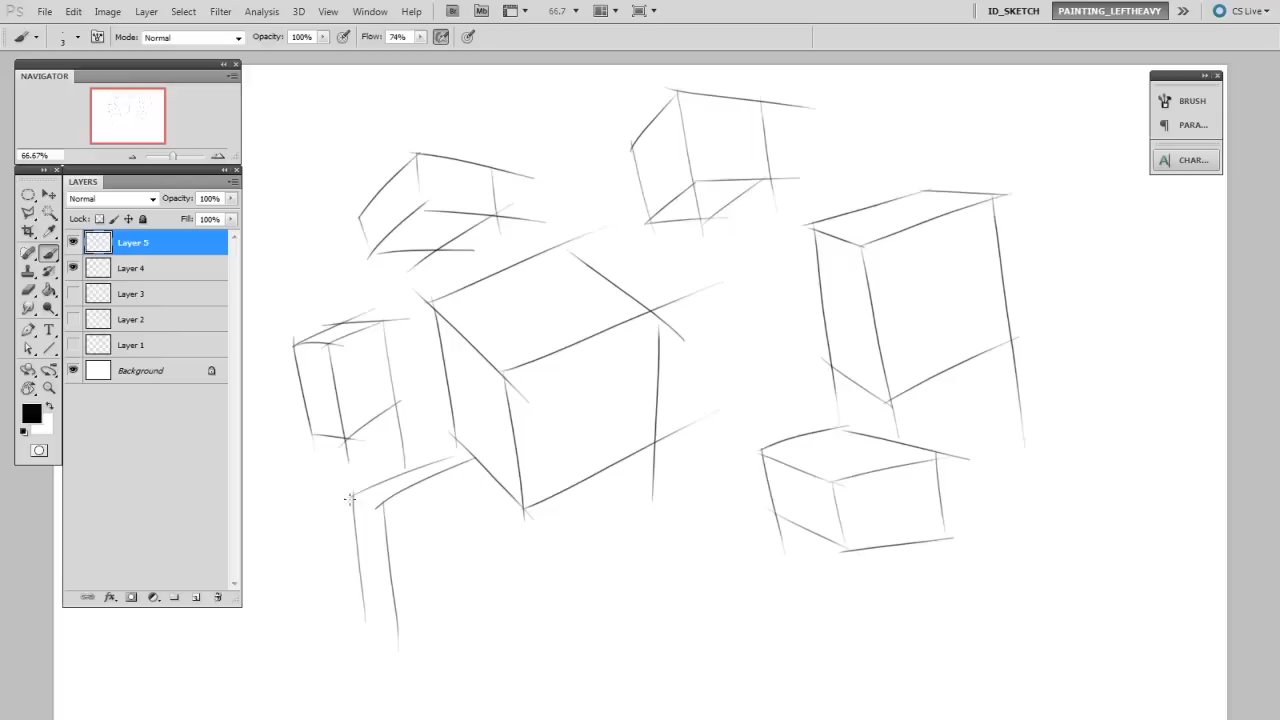 Ps File Edit Image Layer Select Filter Analysis 3D View Window Help Br Mb 66.7 ID_SKETCH PAINTING_LEFTHEAVY CS Live
3 Mode: Normal Opacity: 100% Flow: 74%
NAVIGATOR
66.67%
LAYERS
Normal Opacity: 100%
Lock: Fill: 100%
Layer 5
Layer 4
Layer 3
Layer 2
Layer 1
Background
fx
T
BRUSH
PARA...
A CHAR...